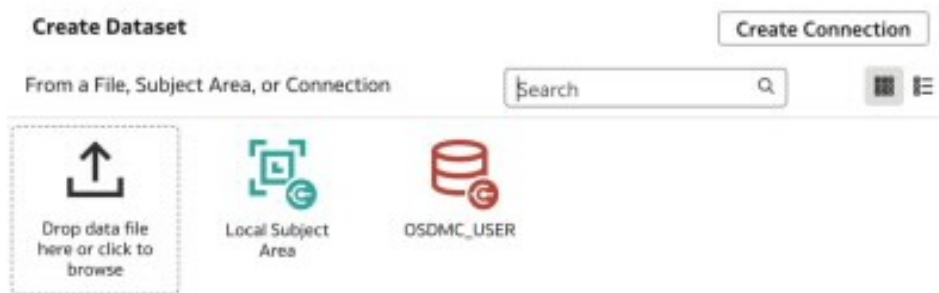 Create Dataset
Create Connection
From a File, Subject Area, or Connection
Search
Drop data file
here or click to
browse
Local Subject
Area
OSDMC_USER